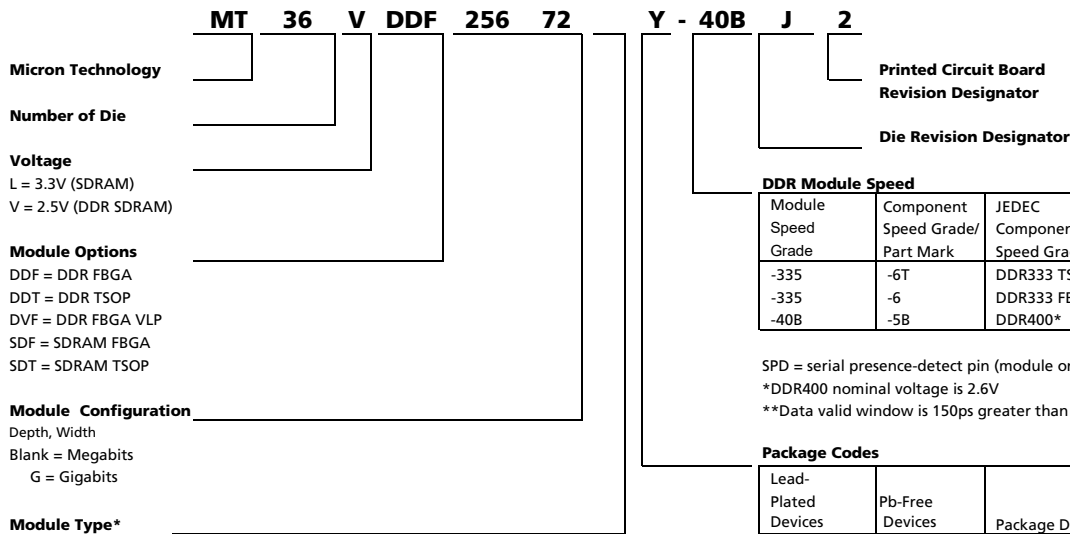 MT 36 V DDF 256 72 Y - 40B J 2
Micron Technology
Number of Die
Voltage
L = 3.3V (SDRAM)
V = 2.5V (DDR SDRAM)
Module Options
DDF = DDR FBGA
DDT = DDR TSOP
DVF = DDR FBGA VLP
SDF = SDRAM FBGA
SDT = SDRAM TSOP
Module Configuration
Depth, Width
Blank = Megabits
G = Gigabits
Module Type*
Printed Circuit Board
Revision Designator
Die Revision Designator
DDR Module Speed
Module Component JEDEC
Speed Speed Grade/
Grade Part Mark Speed
-335 -6T DDR333
-335 -6 DDR333
-40B -5B DDR400*
SPD = serial presence-detect pin (module
*DDR400 nominal voltage is 2.6V
**Data valid window is 150ps greater than
Package Codes
Lead-
Plated Pb-Free
Devices Devices Package